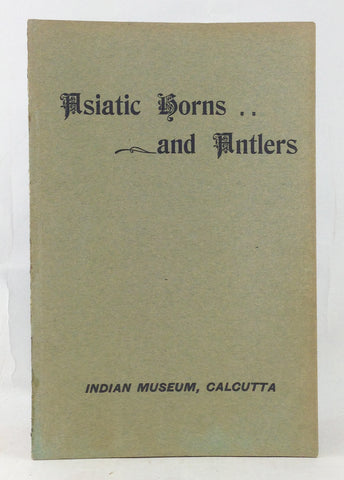 Asiatic Horns ..
and Antlers
INDIAN MUSEUM, CALCUTTA